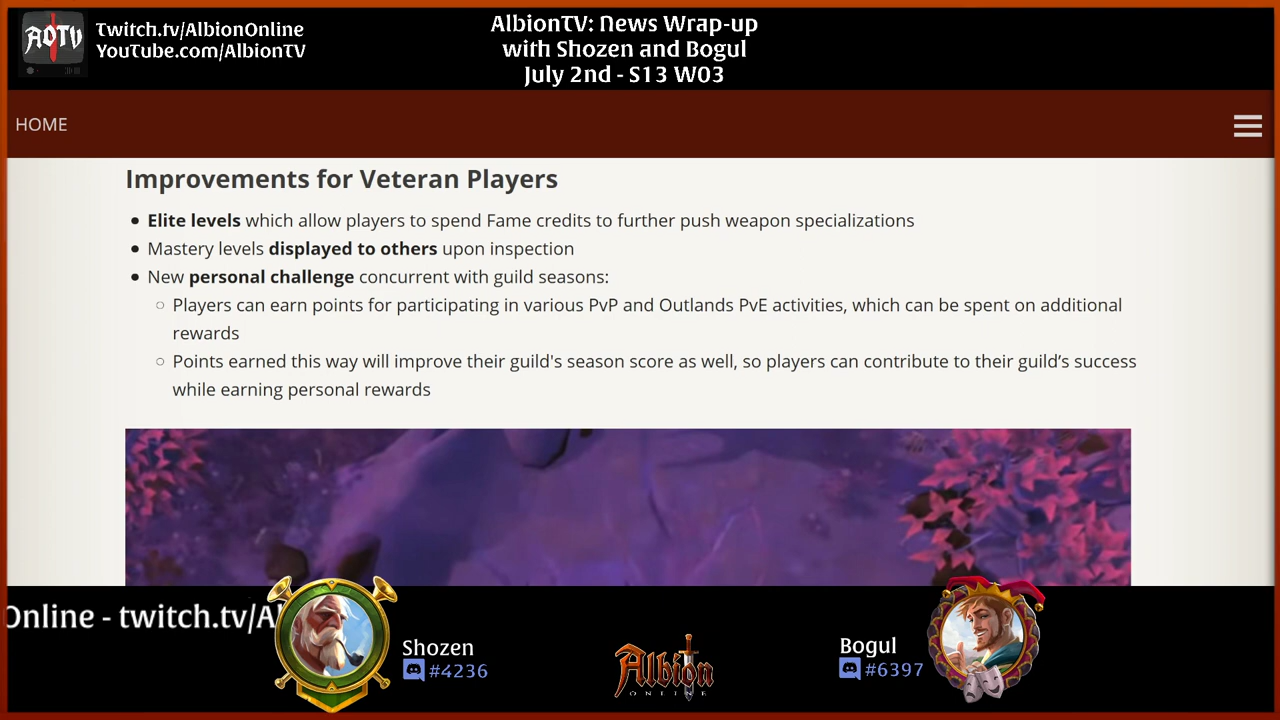 AOTV
Twitch.tv/AlbionOnline
YouTube.com/AlbionTV
AlbionTV: News Wrap-up
with Shozen and Bogul
July 2nd - S13 W03
HOME
Improvements for Veteran Players
Elite levels which allow players to spend Fame credits to further push weapon specializations
Mastery levels displayed to others upon inspection
New personal challenge concurrent with guild seasons:
Players can earn points for participating in various PvP and Outlands PvE activities, which can be spent on additional
rewards
Points earned this way will improve their guild's season score as well, so players can contribute to their guild’s success
while earning personal rewards
Online - twitch.tv/Al
Shozen
#4236
Albion
ONLINE
Bogul
#6397